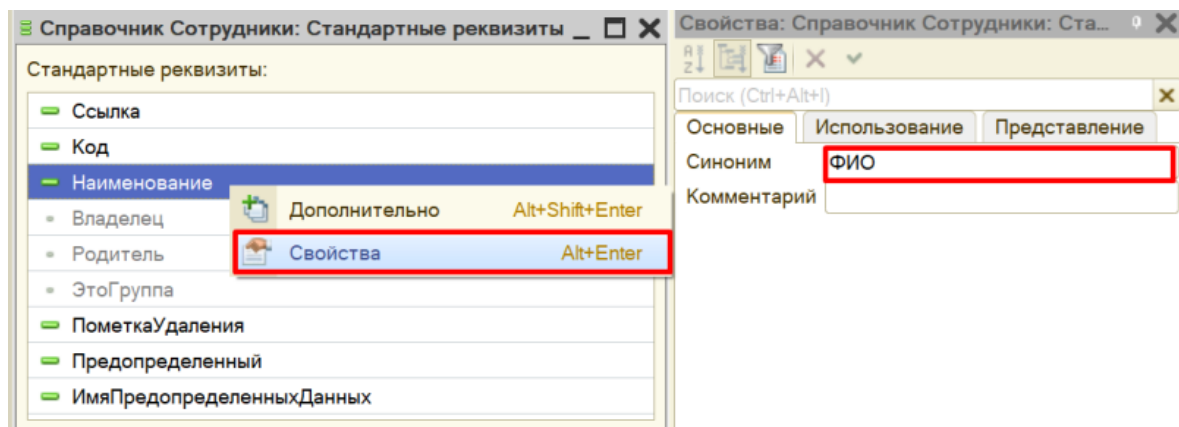 Справочник Сотрудники: Стандартные реквизиты
Стандартные реквизиты:
Ссылка
Код
Наименование
Владелец
Родитель
ЭтоГруппа
ПометкаУдаления
Предопределенный
ИмяПредопределенныхДанных
Дополнительно Alt+Shift+Enter
Свойства Alt+Enter
Свойства: Справочник Сотрудники: Ста...
Поиск (Ctrl+Alt+I)
Основные Использование Представление
Синоним ФИО
Комментарий